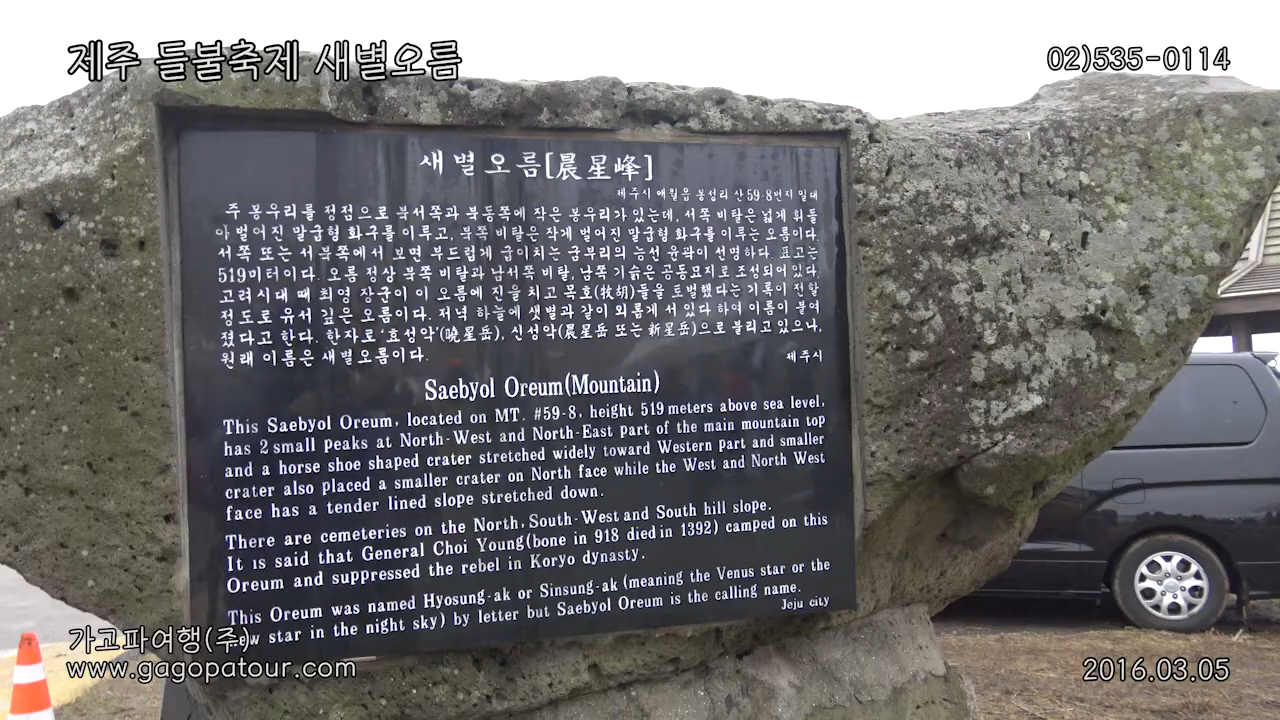 제주 들불축제 새별오름
02)535-0114
새별오름[晨星峰]
제주시 애월읍 봉성리 산59-8번지 일대
주 봉우리를 정점으로 북서쪽과 북동쪽에 작은 봉우리가 있는데, 서쪽 비탈은 넓게 휘돌
아 벌어진 말굽형 화구를 이루고, 북쪽 비탈은 작게 벌어진 말굽형 화구를 이루는 오름이다.
서쪽 또는 서북쪽에서 보면 부드럽게 굽이치는 굼부리의 능선 윤곽이 선명하다. 표고는
519미터이다. 오름 정상 북쪽 비탈과 남서쪽 비탈, 남쪽 기슭은 공동묘지로 조성되어 있다.
고려시대 때 최영 장군이 이 오름에 진을 치고 목호(牧胡)들을 토벌했다는 기록이 전할
정도로 유서 깊은 오름이다. 저녁 하늘에 샛별과 같이 외롭게 서 있다 하여 이름이 붙여
졌다고 한다. 한자로 '효성악'(曉星岳), 신성악(晨星岳 또는 新星岳)으로 불리고 있으나,
원래 이름은 새별오름이다.
제주시
Saebyol Oreum(Mountain)
This Saebyol Oreum, located on MT. #59-8, height 519 meters above sea level,
has 2 small peaks at North-West and North-East part of the main mountain top
and a horse shoe shaped crater stretched widely toward Western part and smaller
crater also placed a smaller crater on North face while the West and North West
face has a tender lined slope stretched down.
There are cemeteries on the North, South-West and South hill slope.
It is said that General Choi Young(bone in 918 died in 1392) camped on this
Oreum and suppressed the rebel in Koryo dynasty.
This Oreum was named Hyosung-ak or Sinsung-ak (meaning the Venus star or the
star in the night sky) by letter but Saebyol Oreum is the calling name.
Jeju city
가고파여행(주)
www.gagopatour.com
2016.03.05